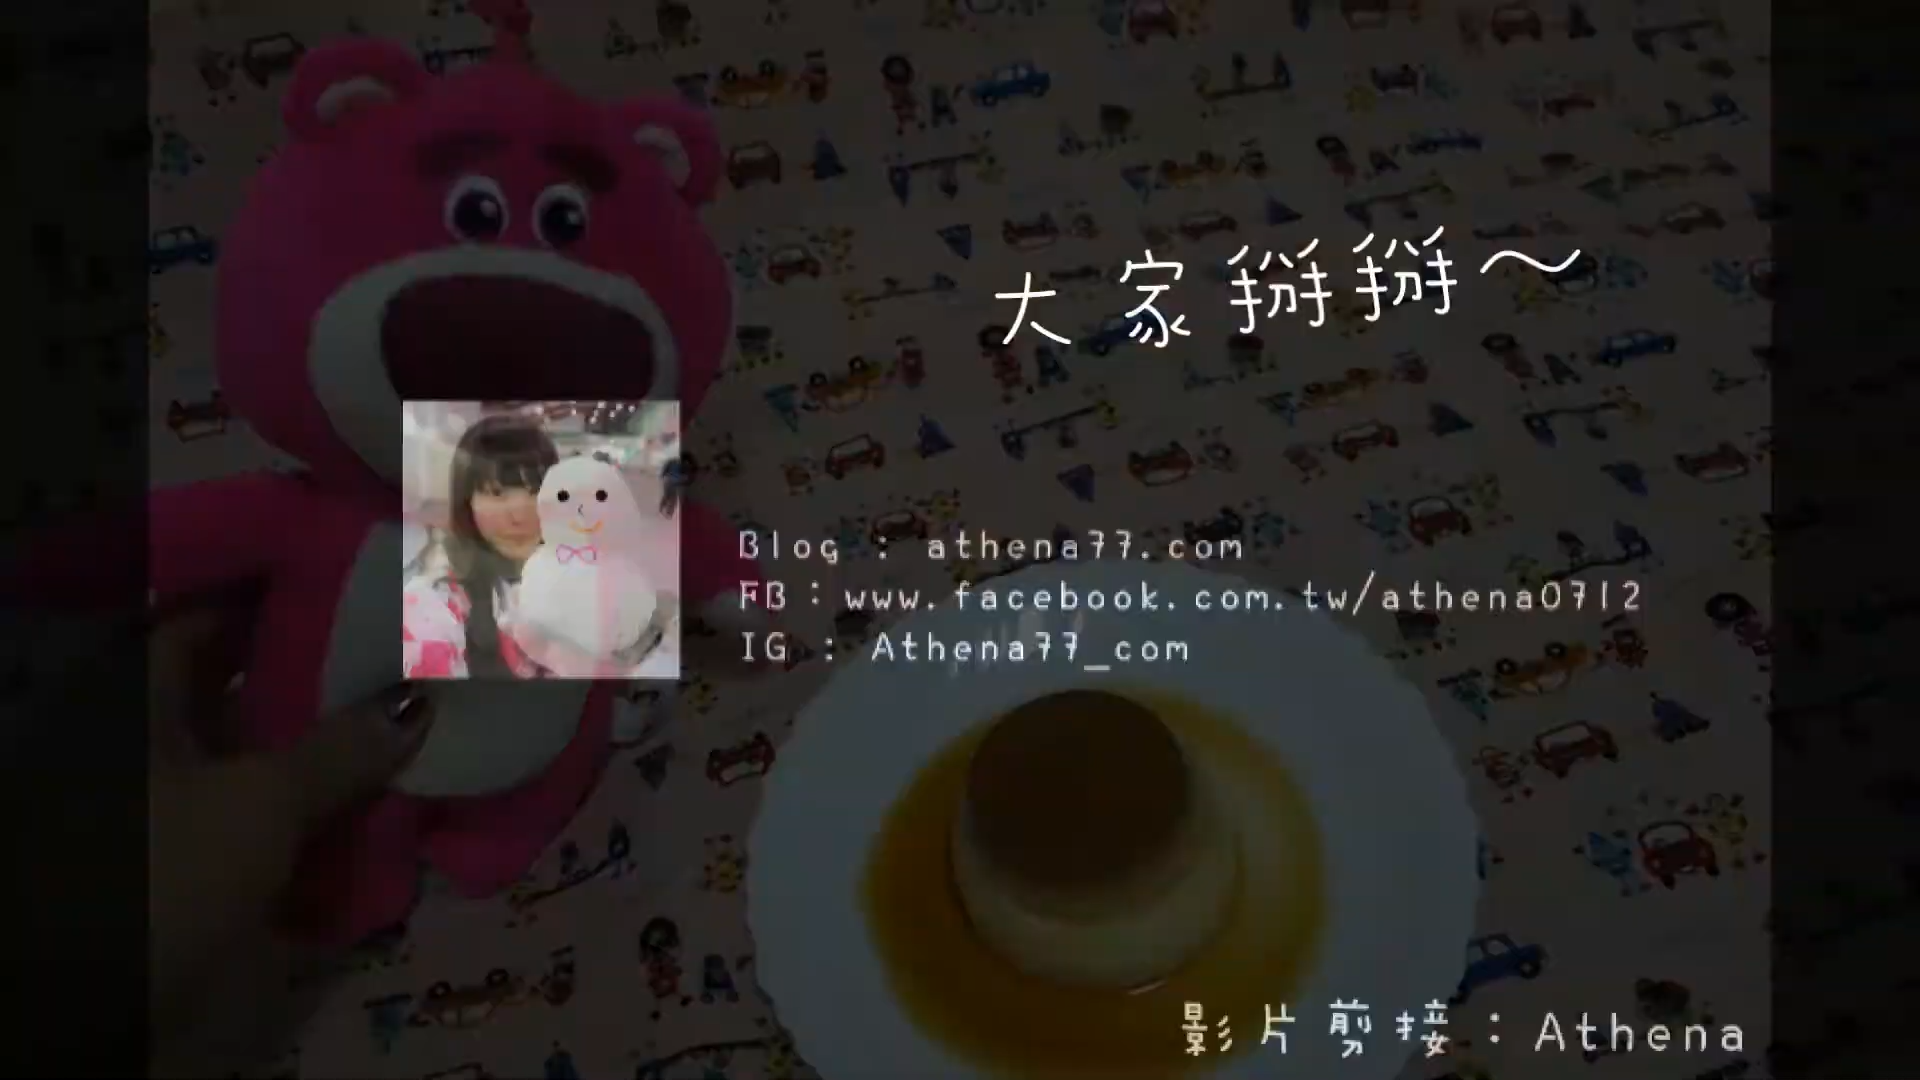 大家掰掰～
Blog : athena77.com
FB：www.facebook.com.tw/athena0712
IG : Athena77_com
影片剪接：Athena